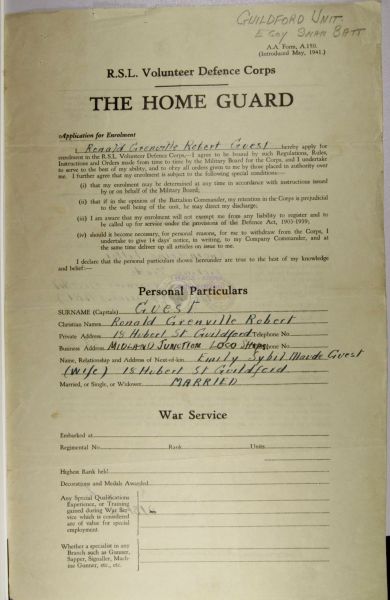 GUILDFORD UNIT
E Coy 3 BATT
A.A. Form, A.150.
(Introduced May, 1941.)
R.S.L. Volunteer Defence Corps
THE HOME GUARD
Application for Enrolment
I, Ronald Grenville Robert Guest hereby apply for
enrolment in the R.S.L. Volunteer Defence Corps,—I agree to be bound by such Regulations, Rules,
Instructions and Orders made from time to time by the Military Board for the Corps, and I undertake
to serve to the best of my ability, and to obey all orders given to me by those placed in authority over
me. I further agree that my enrolment is subject to the following special conditions:—
(i) that my enrolment may be determined at any time in accordance with instructions issued
by or on behalf of the Military Board;
(ii) that if in the opinion of the Battalion Commander, my retention in the Corps is prejudicial
to the well being of the unit, he may direct my discharge;
(iii) I am aware that my enrolment will not exempt me from any liability to register and to
be called up for service under the provisions of the Defence Act, 1903-1939;
(iv) should it become necessary, for personal reasons, for me to withdraw from the Corps, I
undertake to give 14 days' notice, in writing, to my Company Commander, and at
the same time deliver up all articles on issue to me.
I declare that the personal particulars shown hereunder are true to the best of my knowledge
and belief:—
Personal Particulars
SURNAME (Capitals) GUEST
Christian Names Ronald Grenville Robert
Private Address 18 Hubert St Guildford Telephone No
Business Address MIDLAND JUNCTION LOCO SHOPS Telephone No
Name, Relationship and Address of Next-of-kin Emily Sybil Maude Guest
(Wife) 18 Hubert St Guildford
Married, or Single, or Widower MARRIED
War Service
Embarked at
Regimental No Rank Units
Highest Rank held
Decorations and Medals Awarded
Any Special Qualifications
Experience, or Training
gained during War Ser-
vice which is considered
are of value for special
employment.
Whether a specialist in any
Branch such as Gunner,
Sapper, Signaller, Mach-
ine Gunner, etc., etc.